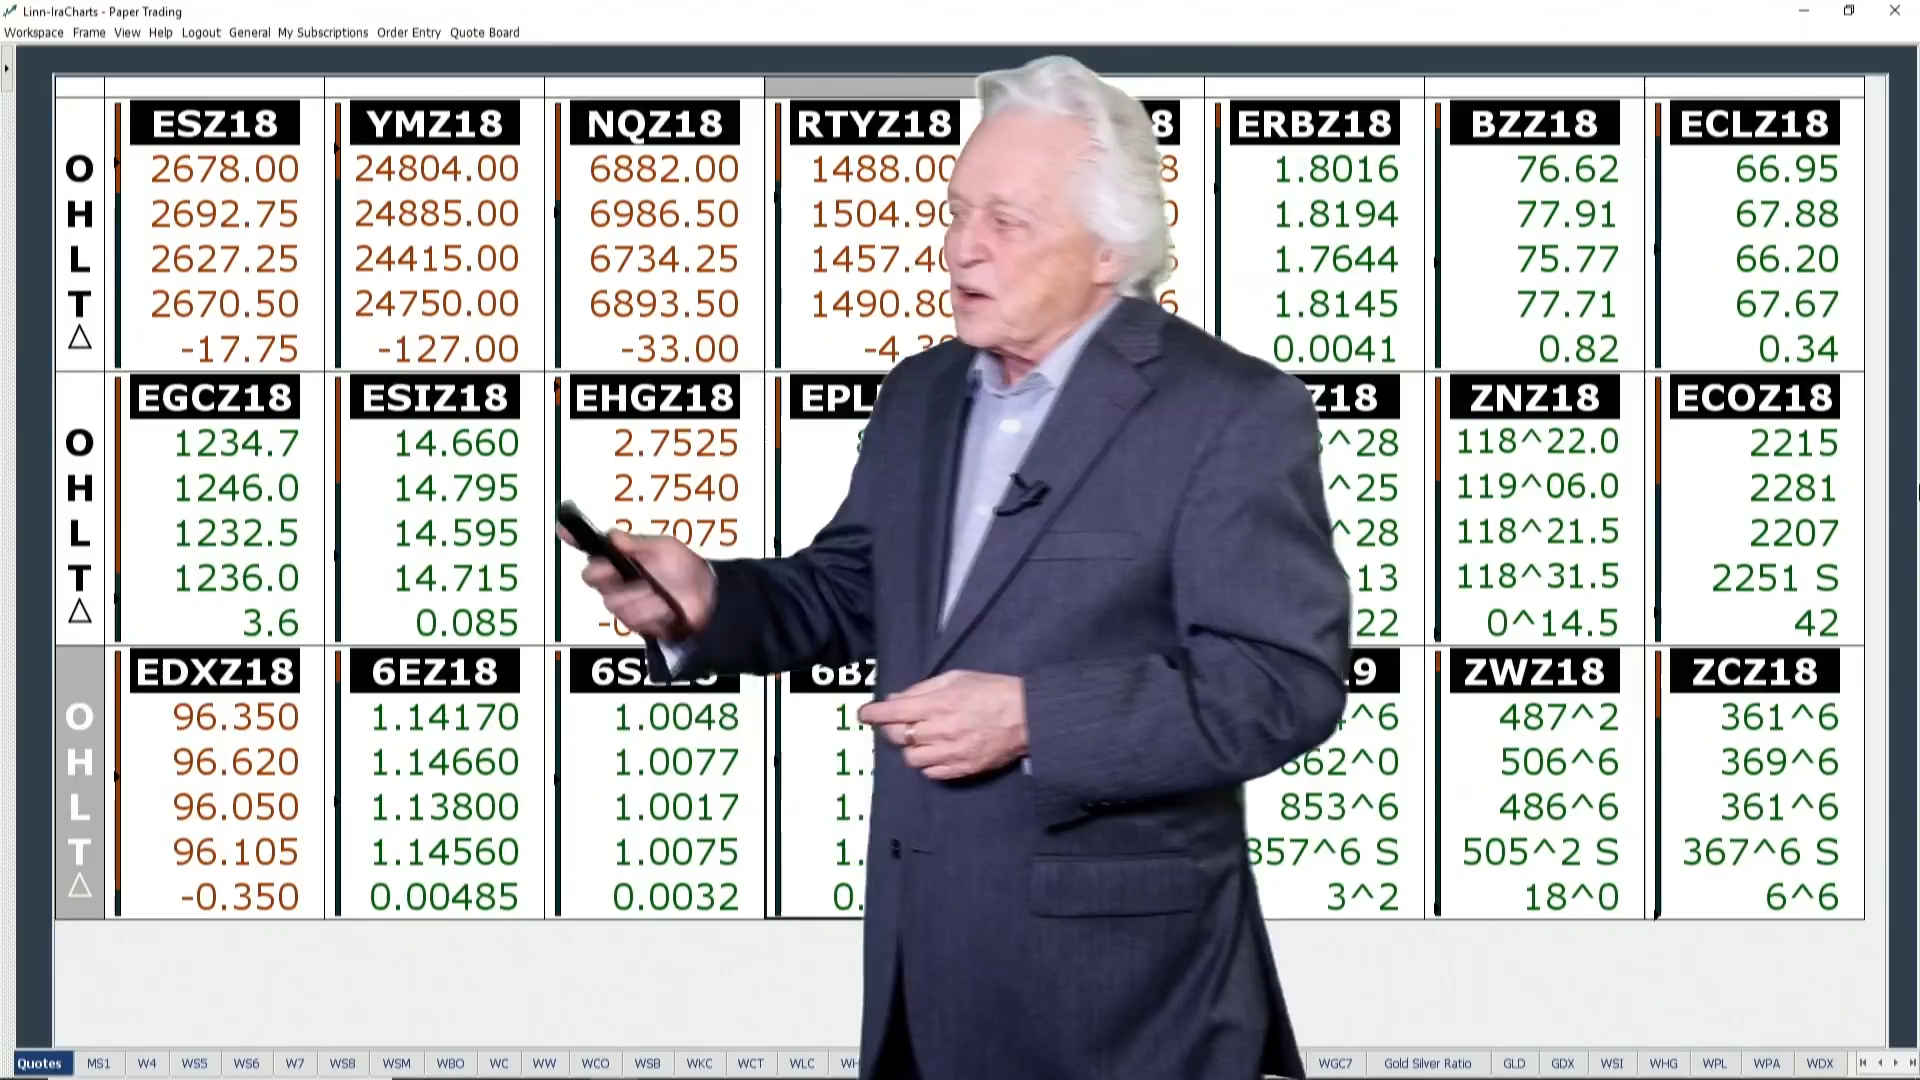 Linn-IraCharts - Paper Trading
Workspace Frame View Help Logout General My Subscriptions Order Entry Quote Board
ESZ18 YMZ18 NQZ18 RTYZ18 ERBZ18 BZZ18 ECLZ18
O 2678.00 24804.00 6882.00 1488.00 1.8016 76.62 66.95
H 2692.75 24885.00 6986.50 1504.90 1.8194 77.91 67.88
L 2627.25 24415.00 6734.25 1457.40 1.7644 75.77 66.20
T 2670.50 24750.00 6893.50 1490.80 1.8145 77.71 67.67
△ -17.75 -127.00 -33.00 0.0041 0.82 0.34
EGCZ18 ESIZ18 EHGZ18 ZNZ18 ECOZ18
O 1234.7 14.660 2.7525 118^22.0 2215
H 1246.0 14.795 2.7540 119^06.0 2281
L 1232.5 14.595 118^21.5 2207
T 1236.0 14.715 118^31.5 2251 S
△ 3.6 0.085 0^14.5 42
EDXZ18 6EZ18 ZWZ18 ZCZ18
O 96.350 1.14170 1.0048 487^2 361^6
H 96.620 1.14660 1.0077 862^0 506^6 369^6
L 96.050 1.13800 1.0017 853^6 486^6 361^6
T 96.105 1.14560 1.0075 857^6 S 505^2 S 367^6 S
△ -0.350 0.00485 0.0032 3^2 18^0 6^6
Quotes MS1 W4 WS5 WS6 W7 WS8 WSM WBO WC WW WCO WSB WKC WCT WLC WGC7 Gold Silver Ratio GLD GDX WSI WHG WPL WPA WDX